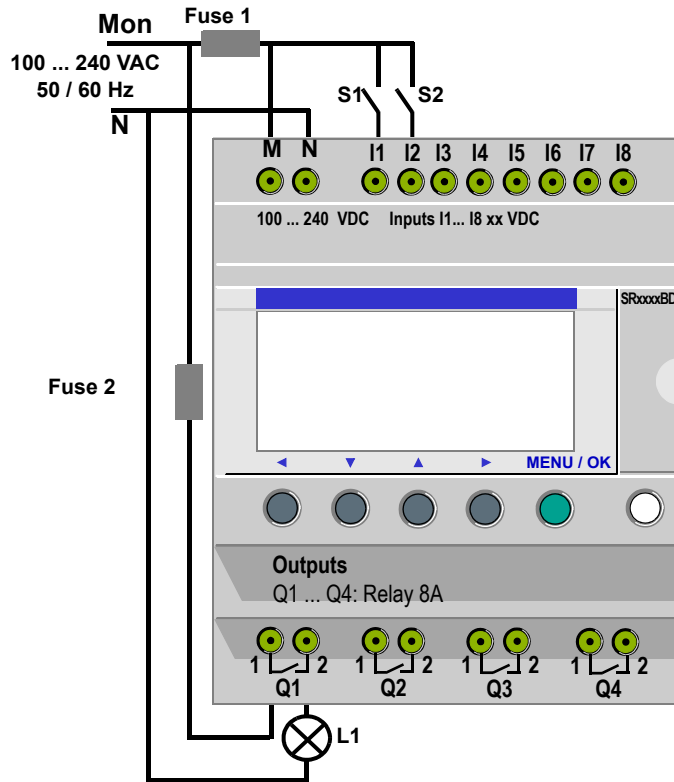 Fuse 1
Mon
100 ... 240 VAC
50 / 60 Hz
N
S1 S2
M N I1 I2 I3 I4 I5 I6 I7 I8
100 ... 240 VDC Inputs I1... I8 xx VDC
SRxxxxBD
Fuse 2
MENU / OK
Outputs
Q1 ... Q4: Relay 8A
1 2 1 2 1 2 1 2
Q1 Q2 Q3 Q4
L1